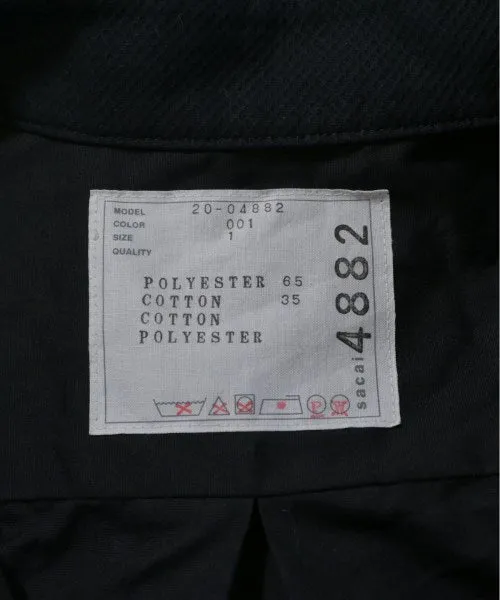 MODEL 20-04882
COLOR 001
SIZE 1
QUALITY
POLYESTER 65
COTTON 35
COTTON
POLYESTER
sacai 4882
P
W